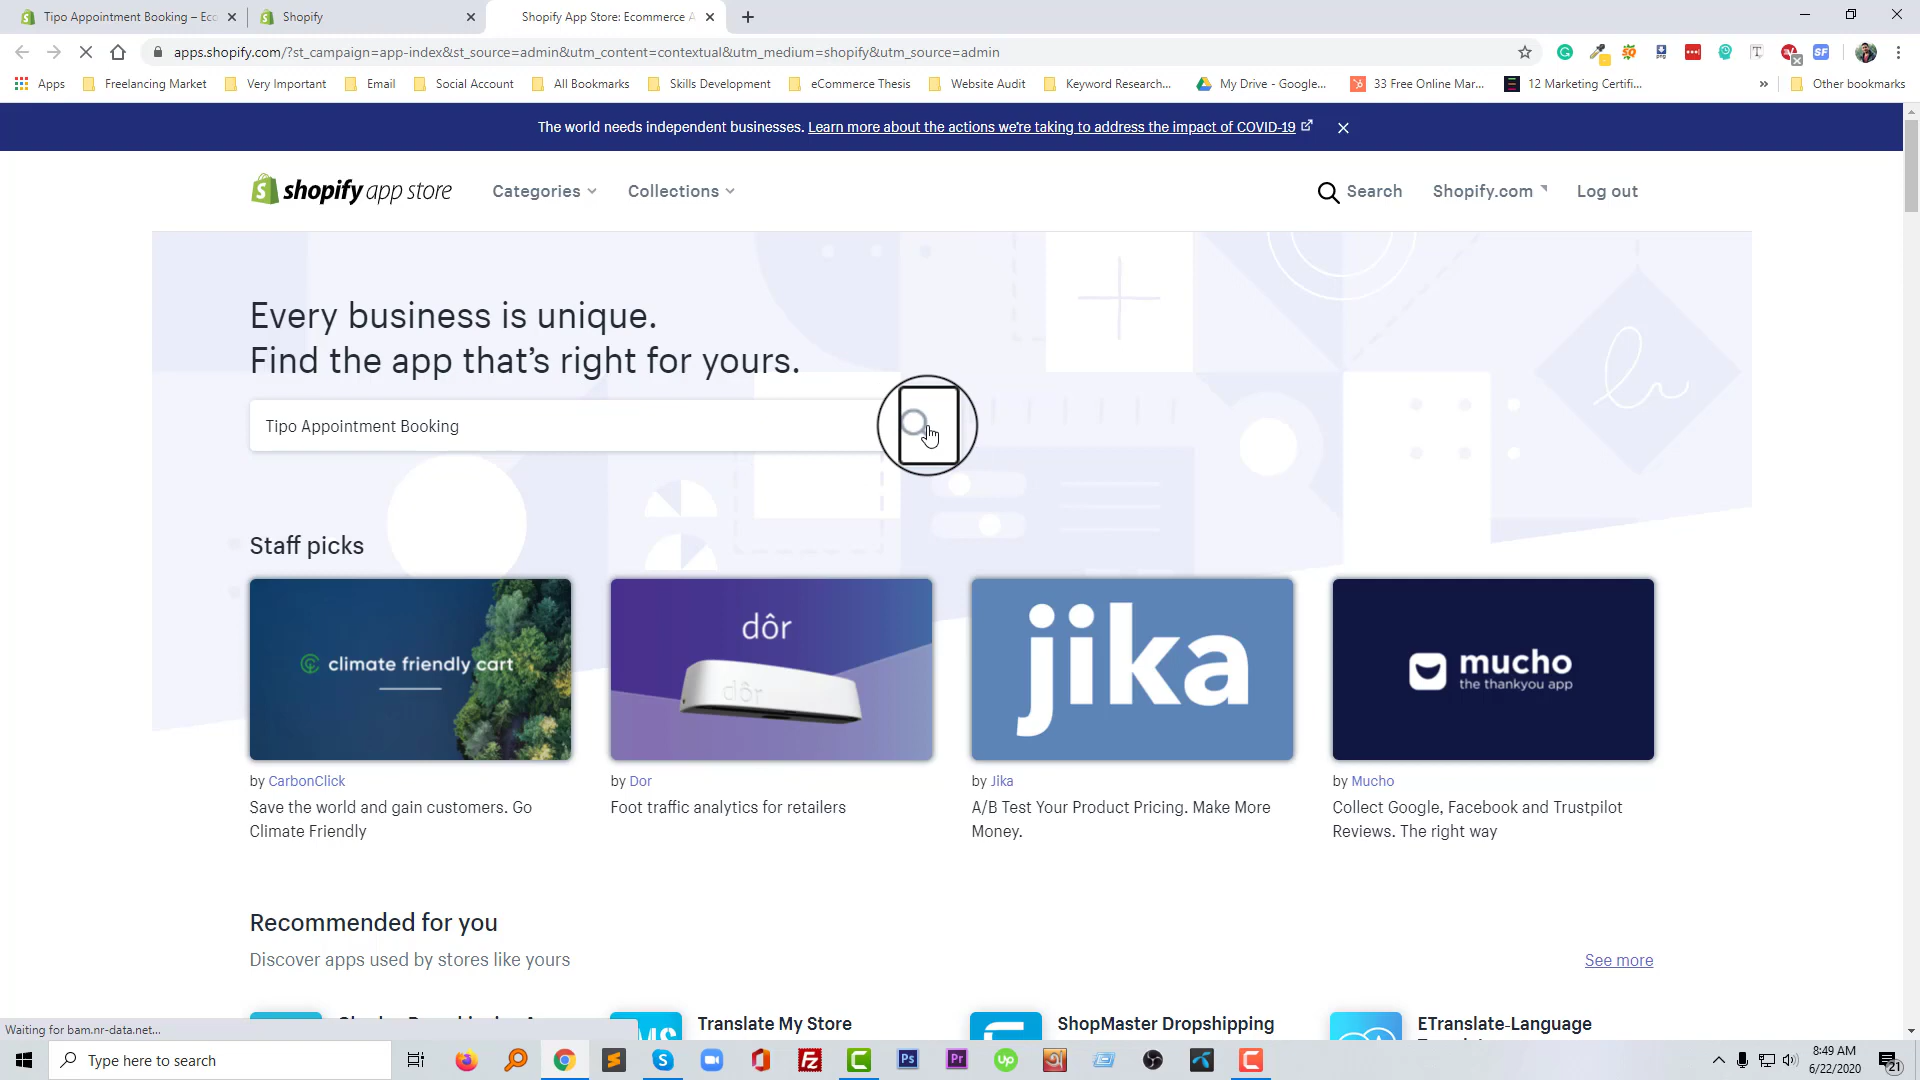 Tipo Appointment Booking – Eco
Shopify
Shopify App Store: Ecommerce A
apps.shopify.com/?st_campaign=app-index&st_source=admin&utm_content=contextual&utm_medium=shopify&utm_source=admin
Apps
Freelancing Market
Very Important
Email
Social Account
All Bookmarks
Skills Development
eCommerce Thesis
Website Audit
Keyword Research...
My Drive - Google...
33 Free Online Mar...
12 Marketing Certifi...
Other bookmarks
The world needs independent businesses. Learn more about the actions we're taking to address the impact of COVID-19
shopify app store
Categories
Collections
Search
Shopify.com
Log out
Every business is unique.
Find the app that's right for yours.
Tipo Appointment Booking
Staff picks
climate friendly cart
dôr
dôr
jika
mucho
the thankyou app
by CarbonClick
Save the world and gain customers. Go
Climate Friendly
by Dor
Foot traffic analytics for retailers
by Jika
A/B Test Your Product Pricing. Make More
Money.
by Mucho
Collect Google, Facebook and Trustpilot
Reviews. The right way
Recommended for you
Discover apps used by stores like yours
See more
Translate My Store
ShopMaster Dropshipping
ETranslate-Language
Waiting for bam.nr-data.net...
Type here to search
8:49 AM
6/22/2020
21